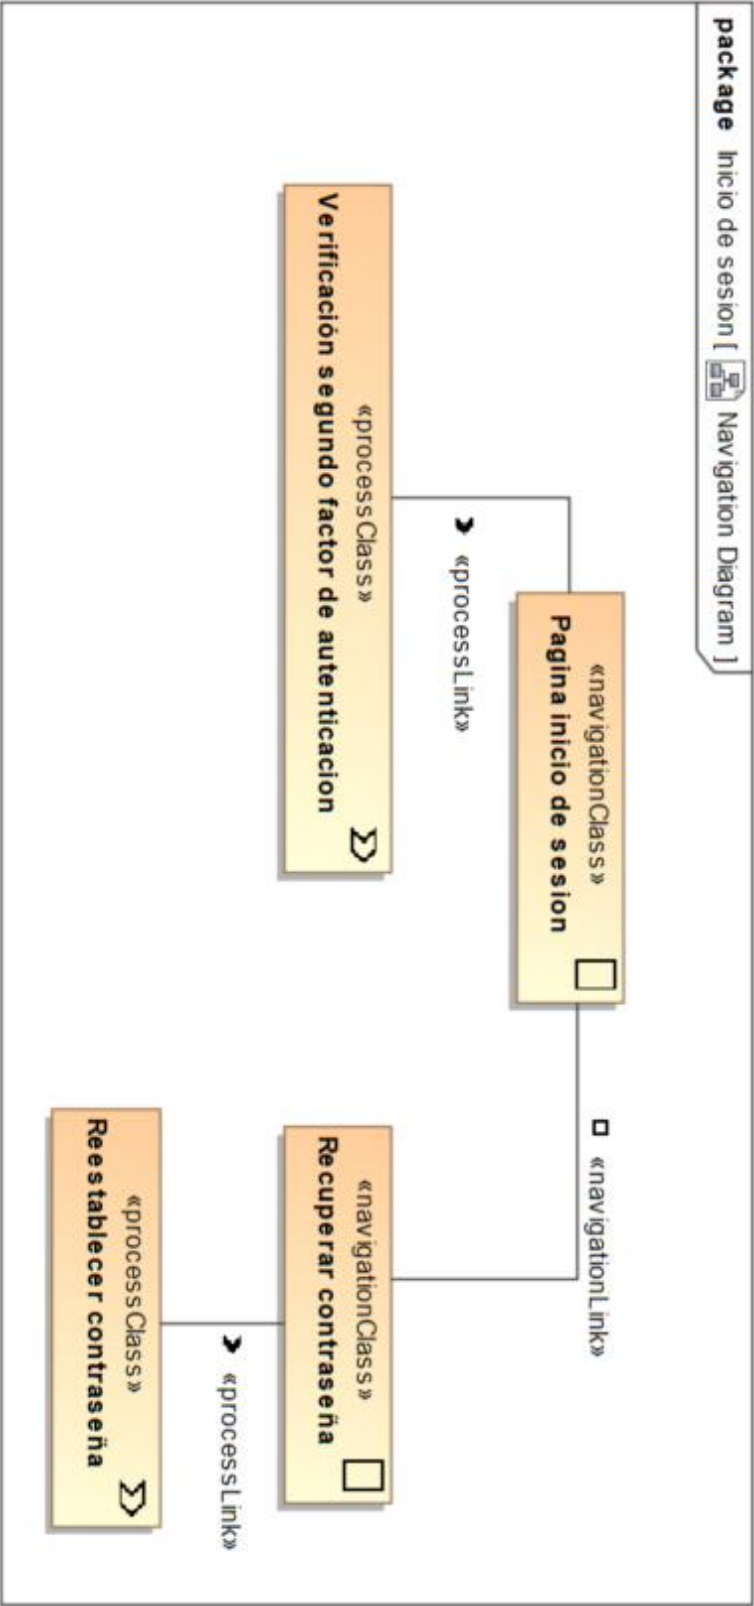 package Inicio de sesion [ Navigation Diagram ]
«navigationClass»
Pagina inicio de sesion
«processLink»
«navigationLink»
«processClass»
Verificación segundo factor de autenticacion
«navigationClass»
Recuperar contraseña
«processLink»
«processClass»
Reestablecer contraseña